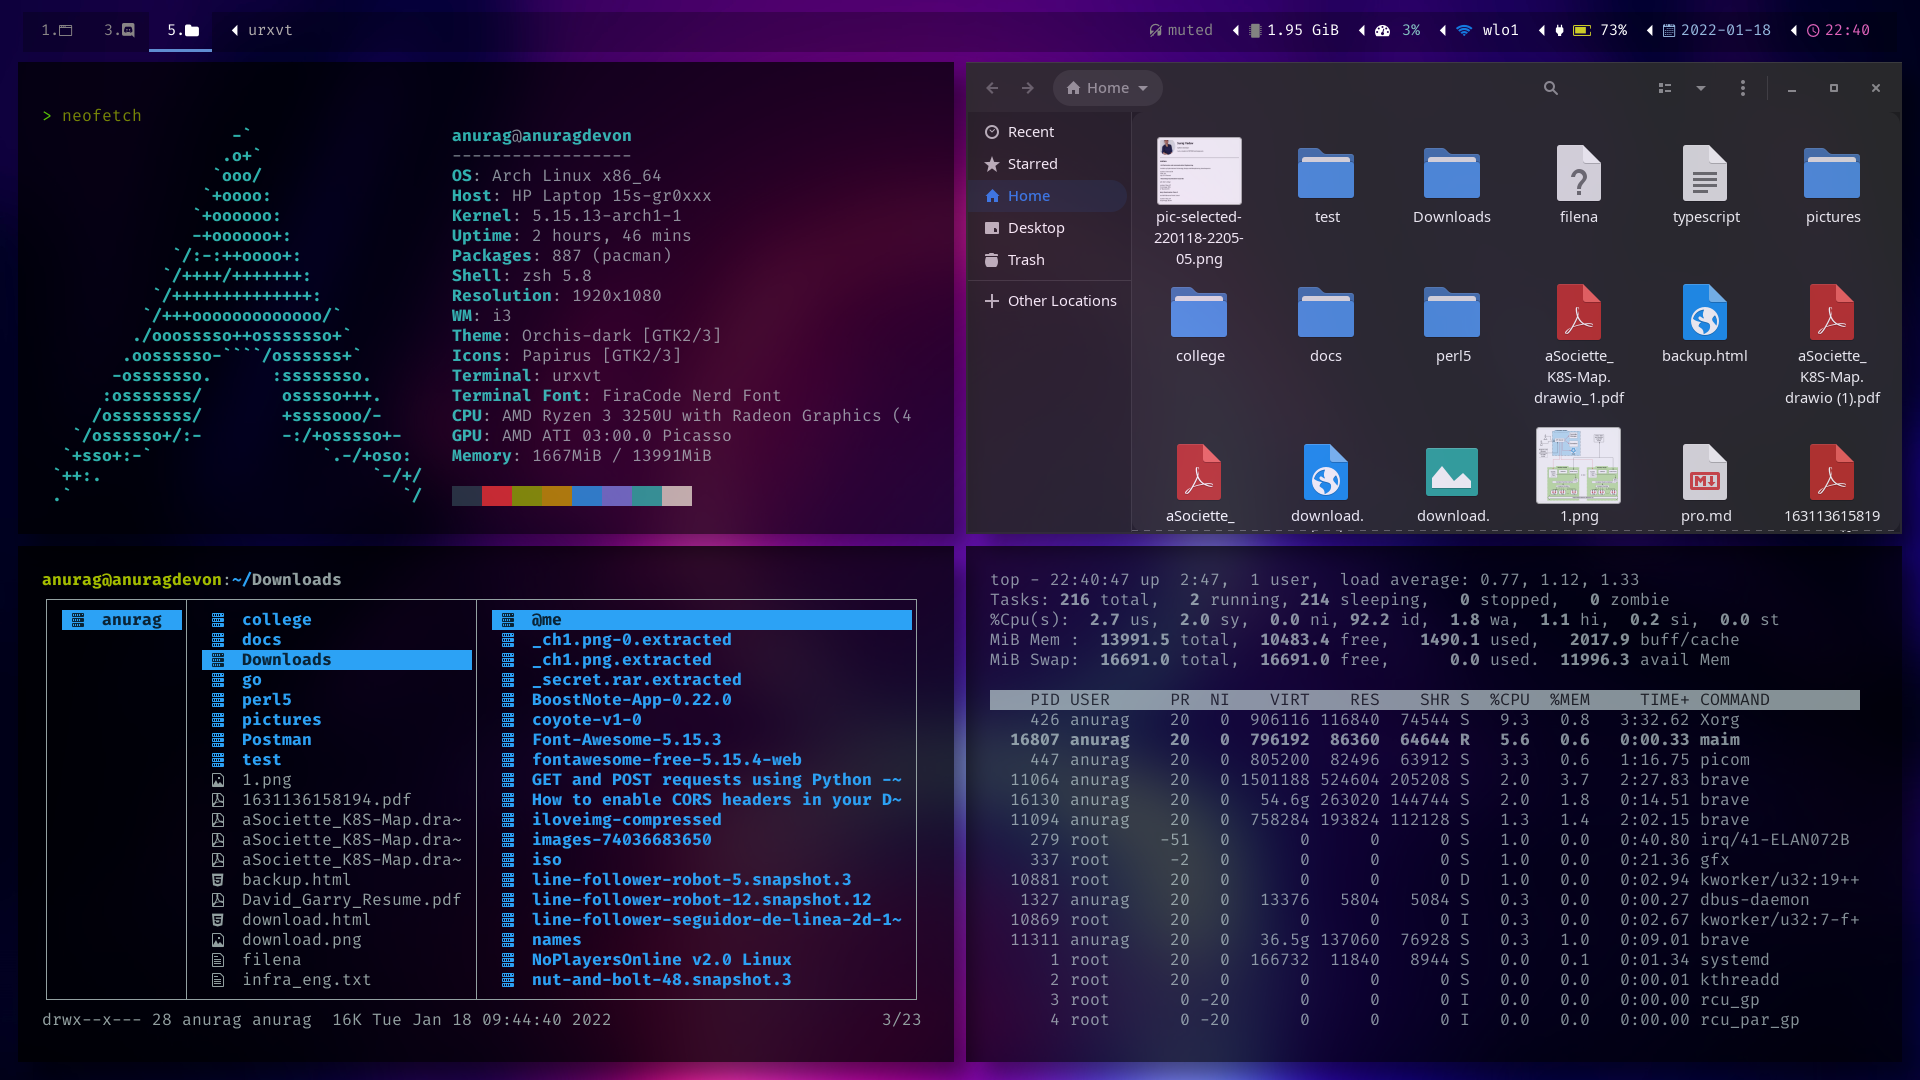 1. 3. 5. urxvt
muted 1.95 GiB 3% wlo1 73% 2022-01-18 22:40
> neofetch
anurag@anuragdevon
------------------
OS: Arch Linux x86_64
Host: HP Laptop 15s-gr0xxx
Kernel: 5.15.13-arch1-1
Uptime: 2 hours, 46 mins
Packages: 887 (pacman)
Shell: zsh 5.8
Resolution: 1920x1080
WM: i3
Theme: Orchis-dark [GTK2/3]
Icons: Papirus [GTK2/3]
Terminal: urxvt
Terminal Font: FiraCode Nerd Font
CPU: AMD Ryzen 3 3250U with Radeon Graphics (4
GPU: AMD ATI 03:00.0 Picasso
Memory: 1667MiB / 13991MiB
Home
Recent
Starred
Home
Desktop
Trash
Other Locations
pic-selected-
220118-2205-
05.png
test
Downloads
filena
typescript
pictures
college
docs
perl5
aSociette_
K8S-Map.
drawio_1.pdf
backup.html
aSociette_
K8S-Map.
drawio (1).pdf
aSociette_
download.
download.
1.png
pro.md
163113615819
anurag@anuragdevon:~/Downloads
anurag
college
docs
Downloads
go
perl5
pictures
Postman
test
1.png
1631136158194.pdf
aSociette_K8S-Map.dra~
aSociette_K8S-Map.dra~
aSociette_K8S-Map.dra~
backup.html
David_Garry_Resume.pdf
download.html
download.png
filena
infra_eng.txt
@me
_ch1.png-0.extracted
_ch1.png.extracted
_secret.rar.extracted
BoostNote-App-0.22.0
coyote-v1-0
Font-Awesome-5.15.3
fontawesome-free-5.15.4-web
GET and POST requests using Python -~
How to enable CORS headers in your D~
iloveimg-compressed
images-74036683650
iso
line-follower-robot-5.snapshot.3
line-follower-robot-12.snapshot.12
line-follower-seguidor-de-linea-2d-1~
names
NoPlayersOnline v2.0 Linux
nut-and-bolt-48.snapshot.3
drwx--x--- 28 anurag anurag 16K Tue Jan 18 09:44:40 2022 3/23
top - 22:40:47 up 2:47, 1 user, load average: 0.77, 1.12, 1.33
Tasks: 216 total, 2 running, 214 sleeping, 0 stopped, 0 zombie
%Cpu(s): 2.7 us, 2.0 sy, 0.0 ni, 92.2 id, 1.8 wa, 1.1 hi, 0.2 si, 0.0 st
MiB Mem : 13991.5 total, 10483.4 free, 1490.1 used, 2017.9 buff/cache
MiB Swap: 16691.0 total, 16691.0 free, 0.0 used. 11996.3 avail Mem
PID USER PR NI VIRT RES SHR S %CPU %MEM TIME+ COMMAND
426 anurag 20 0 906116 116840 74544 S 9.3 0.8 3:32.62 Xorg
16807 anurag 20 0 796192 86360 64644 R 5.6 0.6 0:00.33 maim
447 anurag 20 0 805200 82496 63912 S 3.3 0.6 1:16.75 picom
11064 anurag 20 0 1501188 524604 205208 S 2.0 3.7 2:27.83 brave
16130 anurag 20 0 54.6g 263020 144744 S 2.0 1.8 0:14.51 brave
11094 anurag 20 0 758284 193824 112128 S 1.3 1.4 2:02.15 brave
279 root -51 0 0 0 0 S 1.0 0.0 0:40.80 irq/41-ELAN072B
337 root -2 0 0 0 0 S 1.0 0.0 0:21.36 gfx
10881 root 20 0 0 0 0 D 1.0 0.0 0:02.94 kworker/u32:19++
1327 anurag 20 0 13376 5804 5084 S 0.3 0.0 0:00.27 dbus-daemon
10869 root 20 0 0 0 0 I 0.3 0.0 0:02.67 kworker/u32:7-f+
11311 anurag 20 0 36.5g 137060 76928 S 0.3 1.0 0:09.01 brave
1 root 20 0 166732 11840 8944 S 0.0 0.1 0:01.34 systemd
2 root 20 0 0 0 0 S 0.0 0.0 0:00.01 kthreadd
3 root 0 -20 0 0 0 I 0.0 0.0 0:00.00 rcu_gp
4 root 0 -20 0 0 0 I 0.0 0.0 0:00.00 rcu_par_gp